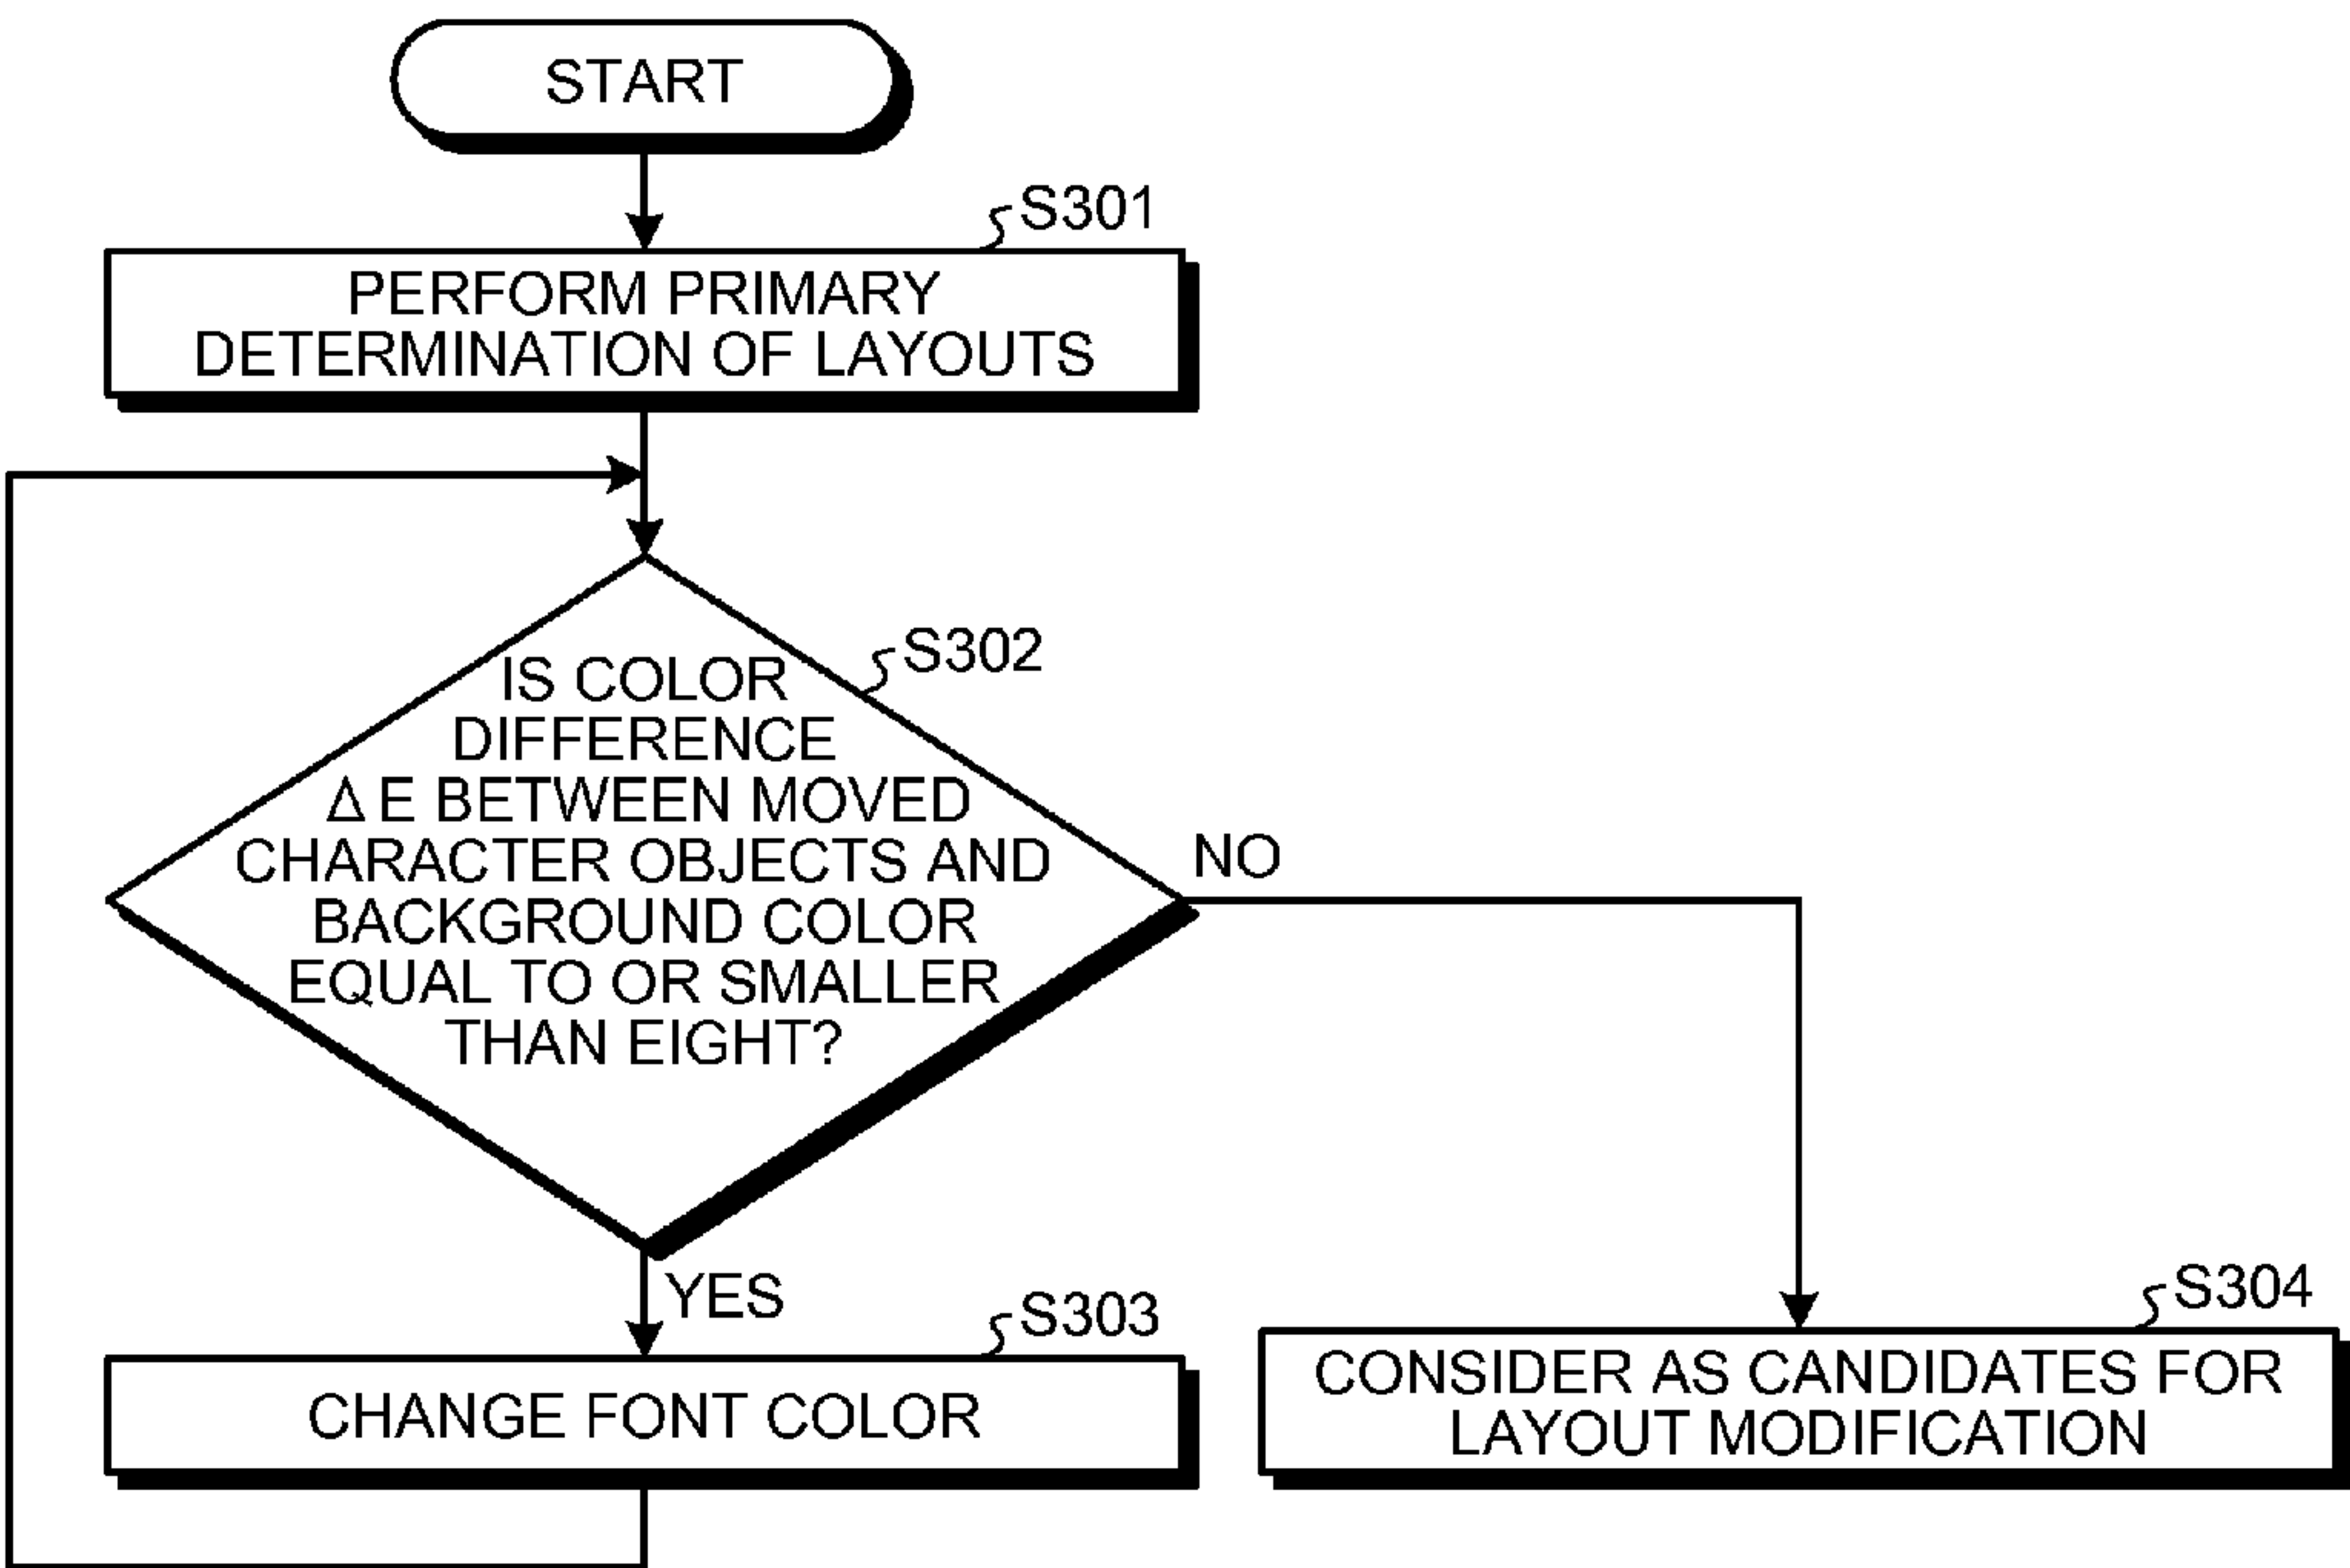 START
S301
PERFORM PRIMARY
DETERMINATION OF LAYOUTS
S302
IS COLOR
DIFFERENCE
ΔE BETWEEN MOVED
CHARACTER OBJECTS AND
BACKGROUND COLOR
EQUAL TO OR SMALLER
THAN EIGHT?
NO
YES
S303
CHANGE FONT COLOR
S304
CONSIDER AS CANDIDATES FOR
LAYOUT MODIFICATION